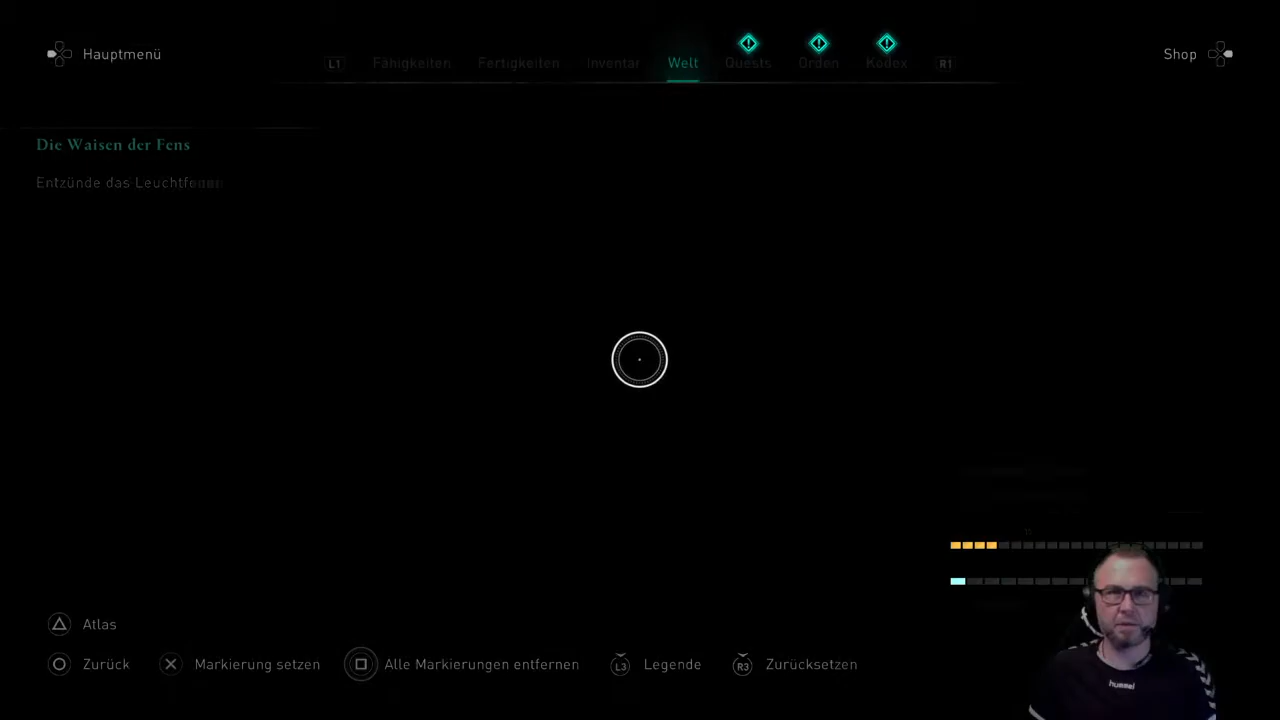 Hauptmenü
L1 Fähigkeiten Fertigkeiten Inventar Welt Quests Orden Kodex R1
Shop
Die Waisen der Fens
Entzünde das
Atlas
Zurück
Markierung setzen
Alle Markierungen entfernen
L3 Legende
R3 Zurücksetzen
hummel